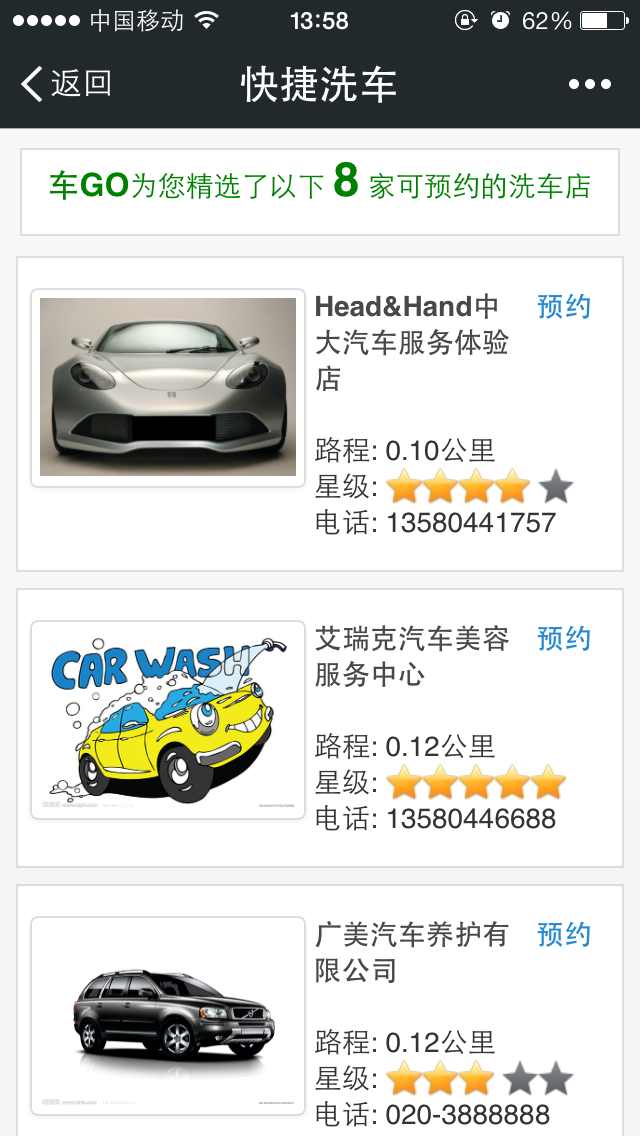 中国移动 13:58 62%
返回 快捷洗车
车GO为您精选了以下 8 家可预约的洗车店
Head&Hand中 预约
大汽车服务体验
店
路程: 0.10公里
星级:
电话: 13580441757
CAR WASH
艾瑞克汽车美容 预约
服务中心
路程: 0.12公里
星级:
电话: 13580446688
广美汽车养护有 预约
限公司
路程: 0.12公里
星级:
电话: 020-3888888